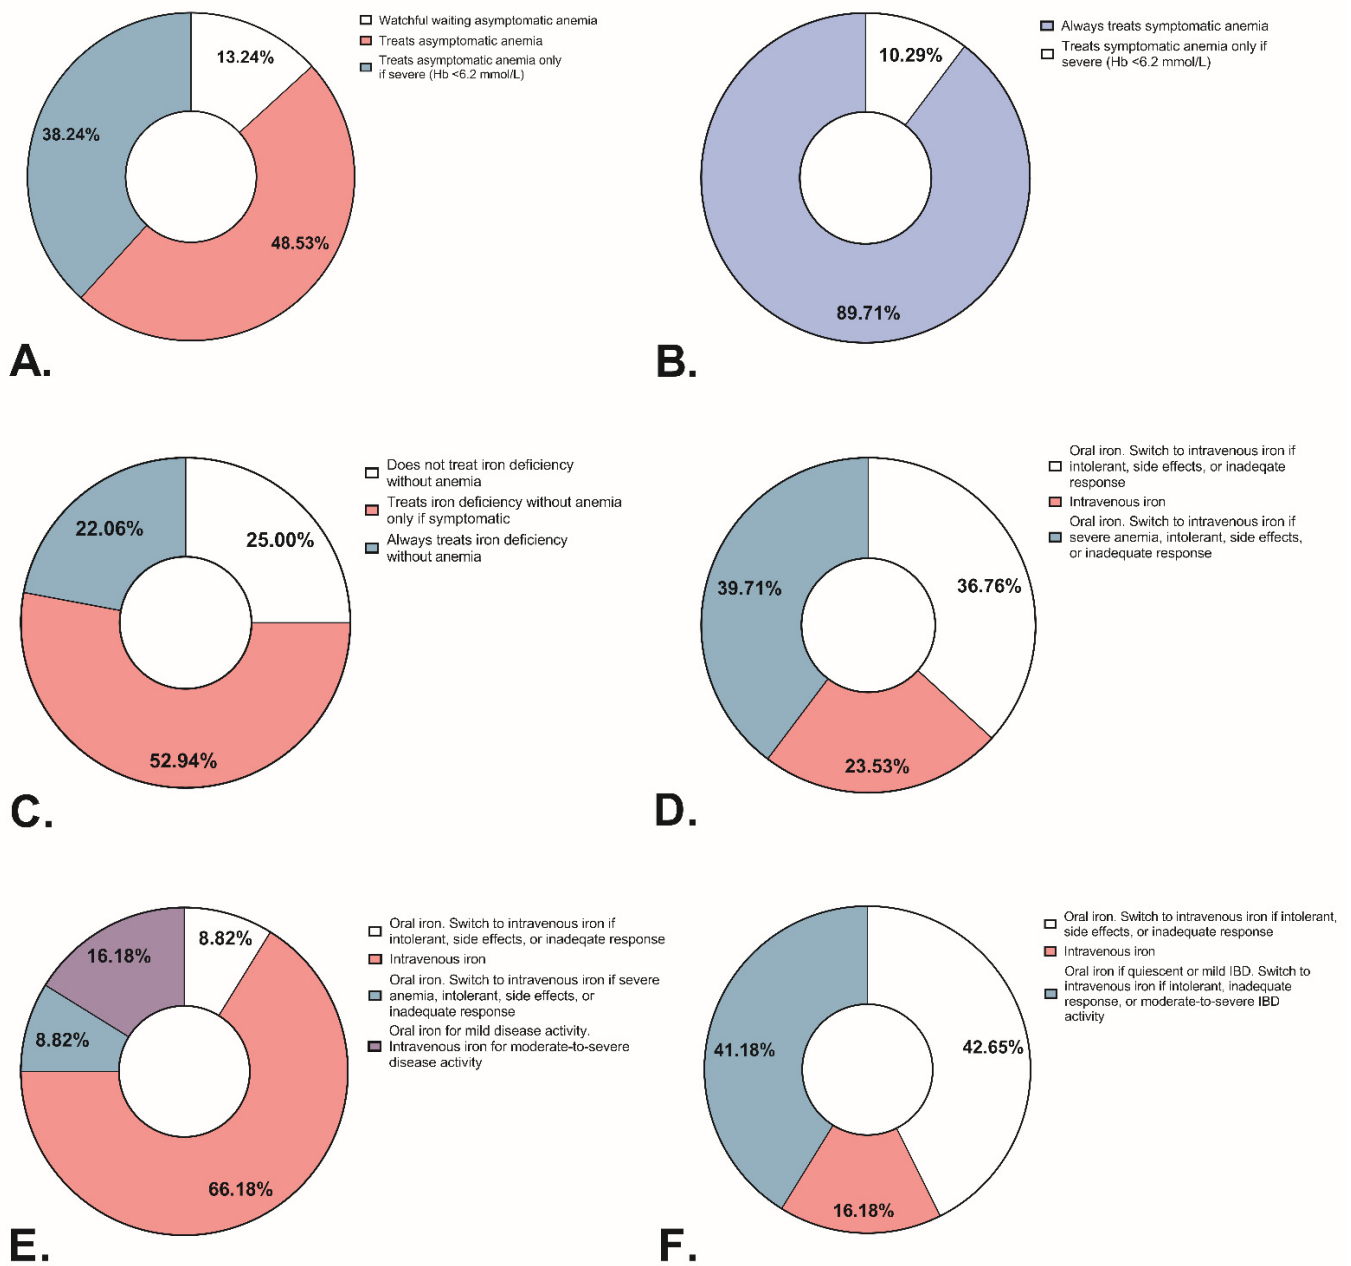 Watchful waiting asymptomatic anemia
Treats asymptomatic anemia
Treats asymptomatic anemia only
if severe (Hb <6.2 mmol/L)
13.24%
38.24%
48.53%
A.
Always treats symptomatic anemia
Treats symptomatic anemia only if
severe (Hb <6.2 mmol/L)
10.29%
89.71%
B.
Does not treat iron deficiency
without anemia
Treats iron deficiency without anemia
only if symptomatic
Always treats iron deficiency
without anemia
22.06%
25.00%
52.94%
C.
Oral iron. Switch to intravenous iron if
intolerant, side effects, or inadeqate
response
Intravenous iron
Oral iron. Switch to intravenous iron if
severe anemia, intolerant, side effects,
or inadequate response
39.71%
36.76%
23.53%
D.
Oral iron. Switch to intravenous iron if
intolerant, side effects, or inadeqate response
Intravenous iron
Oral iron. Switch to intravenous iron if severe
anemia, intolerant, side effects, or
inadequate response
Oral iron for mild disease activity.
Intravenous iron for moderate-to-severe
disease activity
8.82%
16.18%
8.82%
66.18%
E.
Oral iron. Switch to intravenous iron if intolerant,
side effects, or inadequate response
Intravenous iron
Oral iron if quiescent or mild IBD. Switch to
intravenous iron if intolerant, inadequate
response, or moderate-to-severe IBD
activity
41.18%
42.65%
16.18%
F.